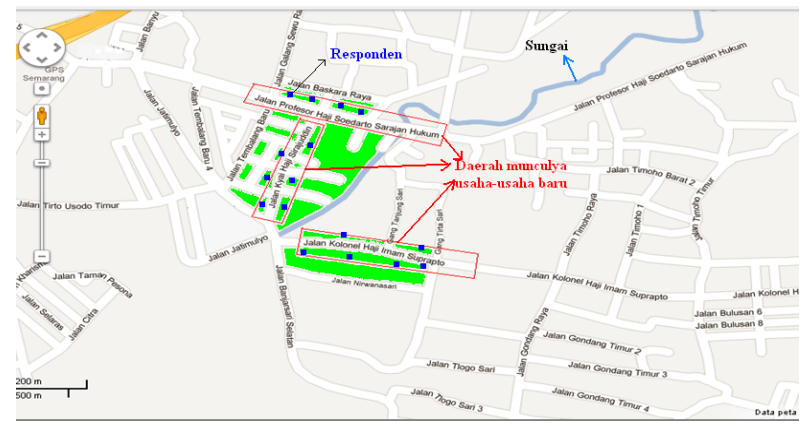 5
Jalan Banyu
Jalan Galang Sewu Ra
GPS
Semarang
Responden
Sungai
Jalan Profesor Haji Soedarto Sarajan Hukum
Jalan Baskara Raya
Jalan Profesor Haji Soedarto Sarajan Hukum
Jalan Jatimulyo
Jalan Tembalang Baru 4
Jalan Tembalang Baru
Jalan Kyai Haji Sirajuddin
Daerah munculya
usaha-usaha baru
Jalan Timoho Barat 2
Jalan Timoho Timur
Jalan Timoho Raya
Jalan Timoho 1
Jalan Tirto Usodo Timur
Gang Tanjung Sari
Gang Tirta Sari
Jalan Jatimulyo
Jalan Kolonel Haji Imam Suprapto
Jalan Kolonel Haji Imam Suprapto
Jalan Kolonel H
Jalan Taman Pesona
Jalan Nirwanasari
Jalan Selaras
Jalan Citra
Jalan Banjarsari Selatan
Jalan Bulusan 6
Jalan Bulusan 8
Jalan Gondang Raya
Jalan Gondang Timur 2
Jalan Tlogo Sari
Jalan Gondang Timur 3
200 m
500 m
Jalan Tlogo Sari 3
Jalan Gondang Timur 4
Data peta